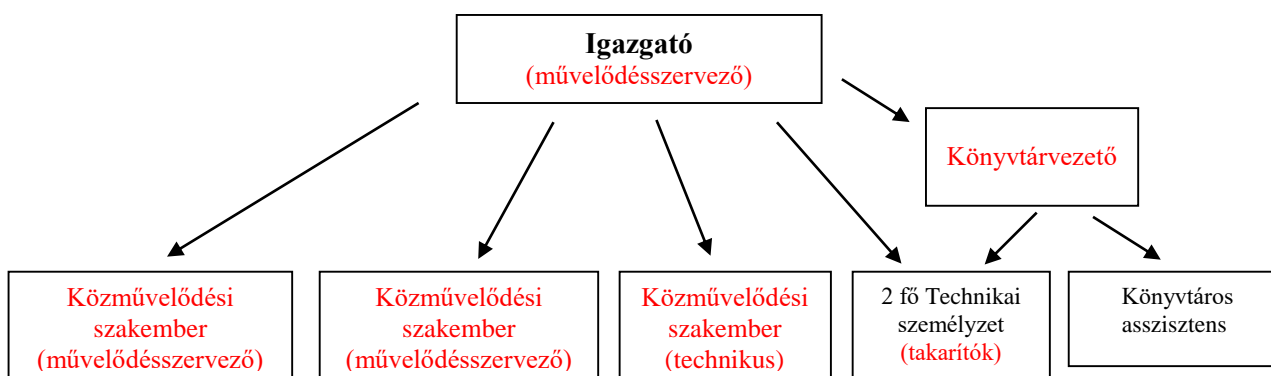 Igazgató
(művelődésszervező)
Könyvtárvezető
Közművelődési
szakember
(művelődésszervező)
Közművelődési
szakember
(művelődésszervező)
Közművelődési
szakember
(technikus)
2 fő Technikai
személyzet
(takarítók)
Könyvtáros
asszisztens